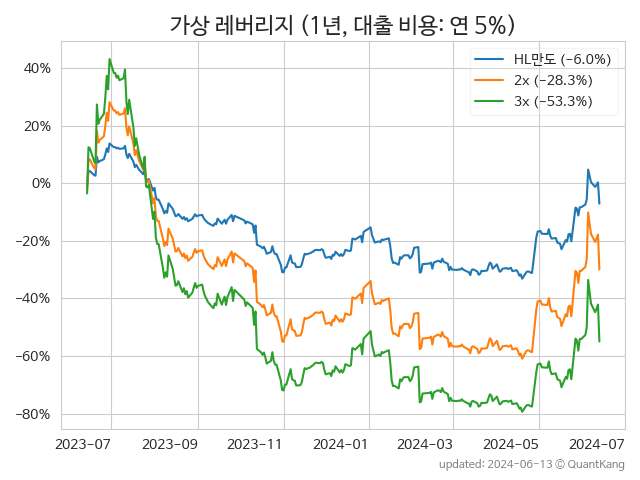 가상 레버리지 (1년, 대출 비용: 연 5%)
HL만도 (−6.0%)
2x (−28.3%)
3x (−53.3%)
40%
20%
0%
−20%
−40%
−60%
−80%
2023-07 2023-09 2023-11 2024-01 2024-03 2024-05 2024-07
updated: 2024-06-13 © QuantKang